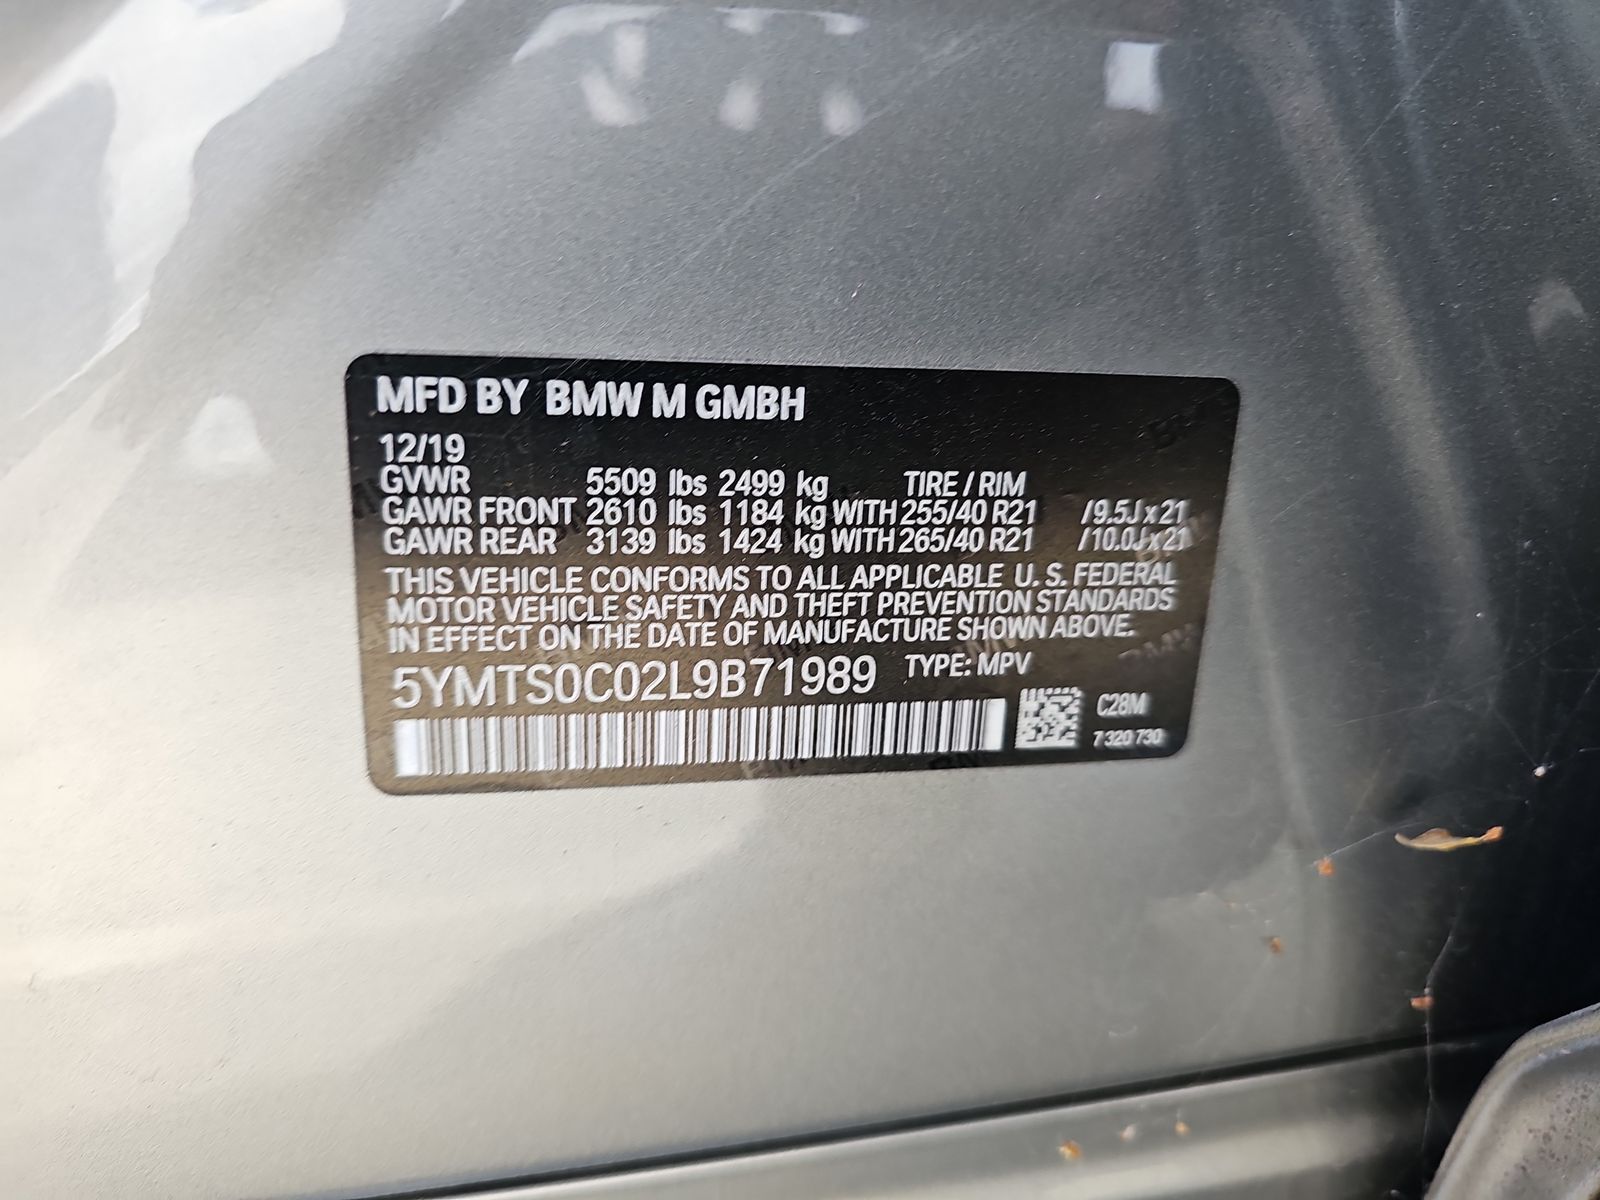 MFD BY BMW M GMBH
12/19
GVWR 5509 lbs 2499 kg TIRE / RIM
GAWR FRONT 2610 lbs 1184 kg WITH 255/40 R21 /9.5J x 21
GAWR REAR 3139 lbs 1424 kg WITH 265/40 R21 /10.0J x 21
THIS VEHICLE CONFORMS TO ALL APPLICABLE U. S. FEDERAL
MOTOR VEHICLE SAFETY AND THEFT PREVENTION STANDARDS
IN EFFECT ON THE DATE OF MANUFACTURE SHOWN ABOVE.
5YMTS0C02L9B71989 TYPE: MPV
C28M
7 320 730